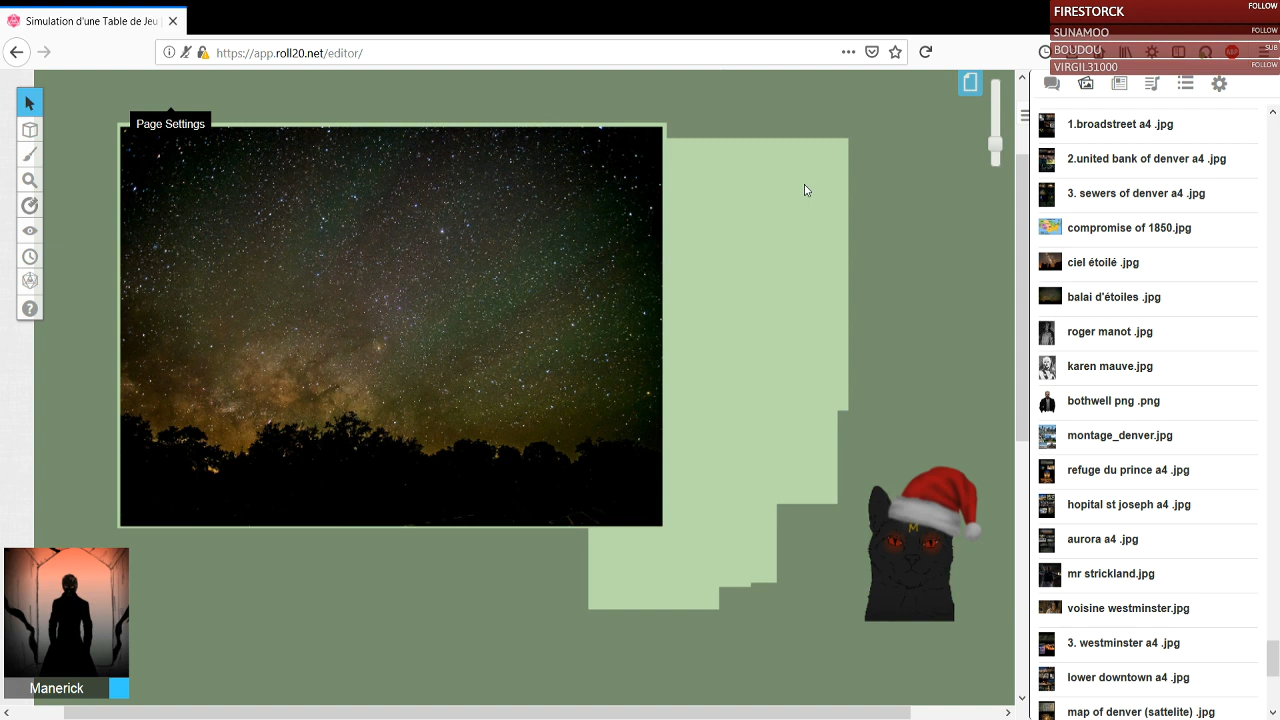 Simulation d'une Table de Jeu
https://app.roll20.net/editor/
FIRESTORCK
FOLLOW
SUNAMOO
FOLLOW
BOUDOU
SUB
VIRGIL31000
FOLLOW
ABP
Page Settings
M
Manerick
1.broadstreet a4 .jpg
2.united bank of denver a4 .jpg
3. sewers of denver a4 .jpg
compromise of 1850.jpg
ciel étoilé .jpg
balai d'étoiles .jpg
roger manot .jpg
karen mauve.jpg
bothwell png .png
montage_denver.jpg
refuge du prince a4 .jpg
hopital st joseph a4 .jpg
aurora a4 .jpg
mr strickland.jpg
voisine westminster.jpg
3. westminster a4 .jpg
lower downtown a4 .jpg
map of denver (sattelite) .jpg